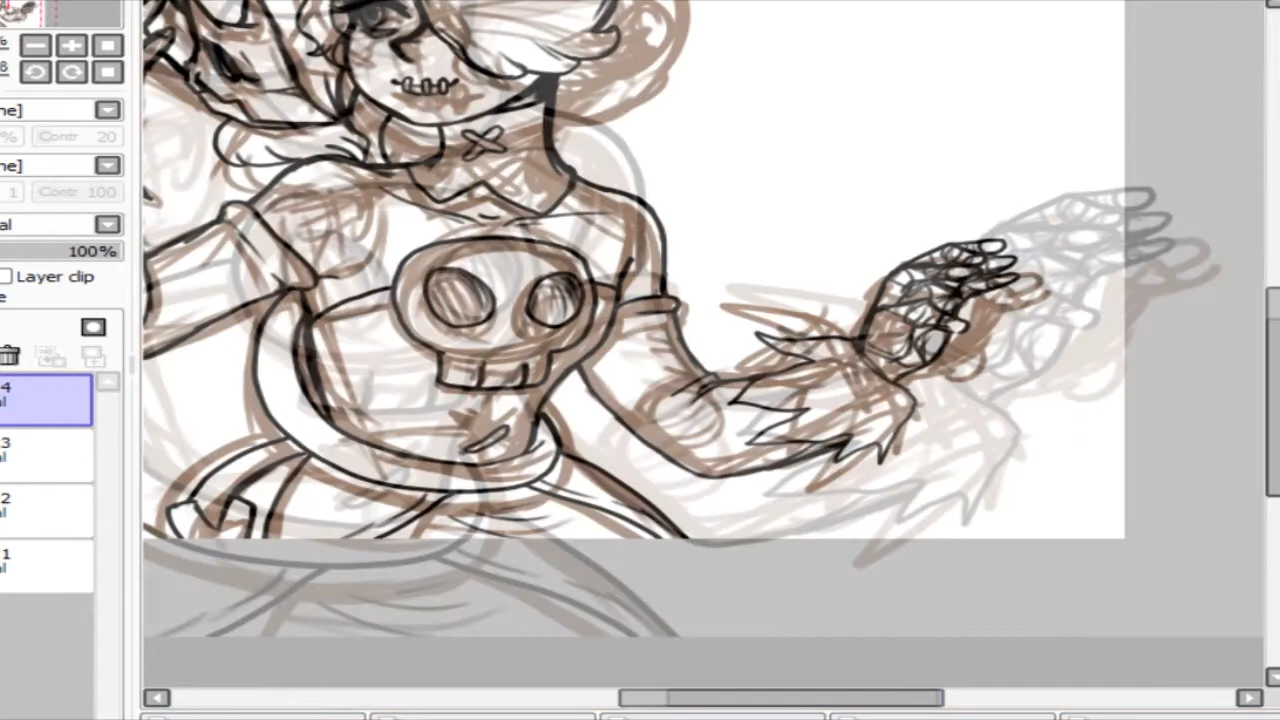 %
8
ne]
% Contr 20
ne]
1 Contr 100
al
100%
Layer clip
e
4
al
3
al
2
al
1
al